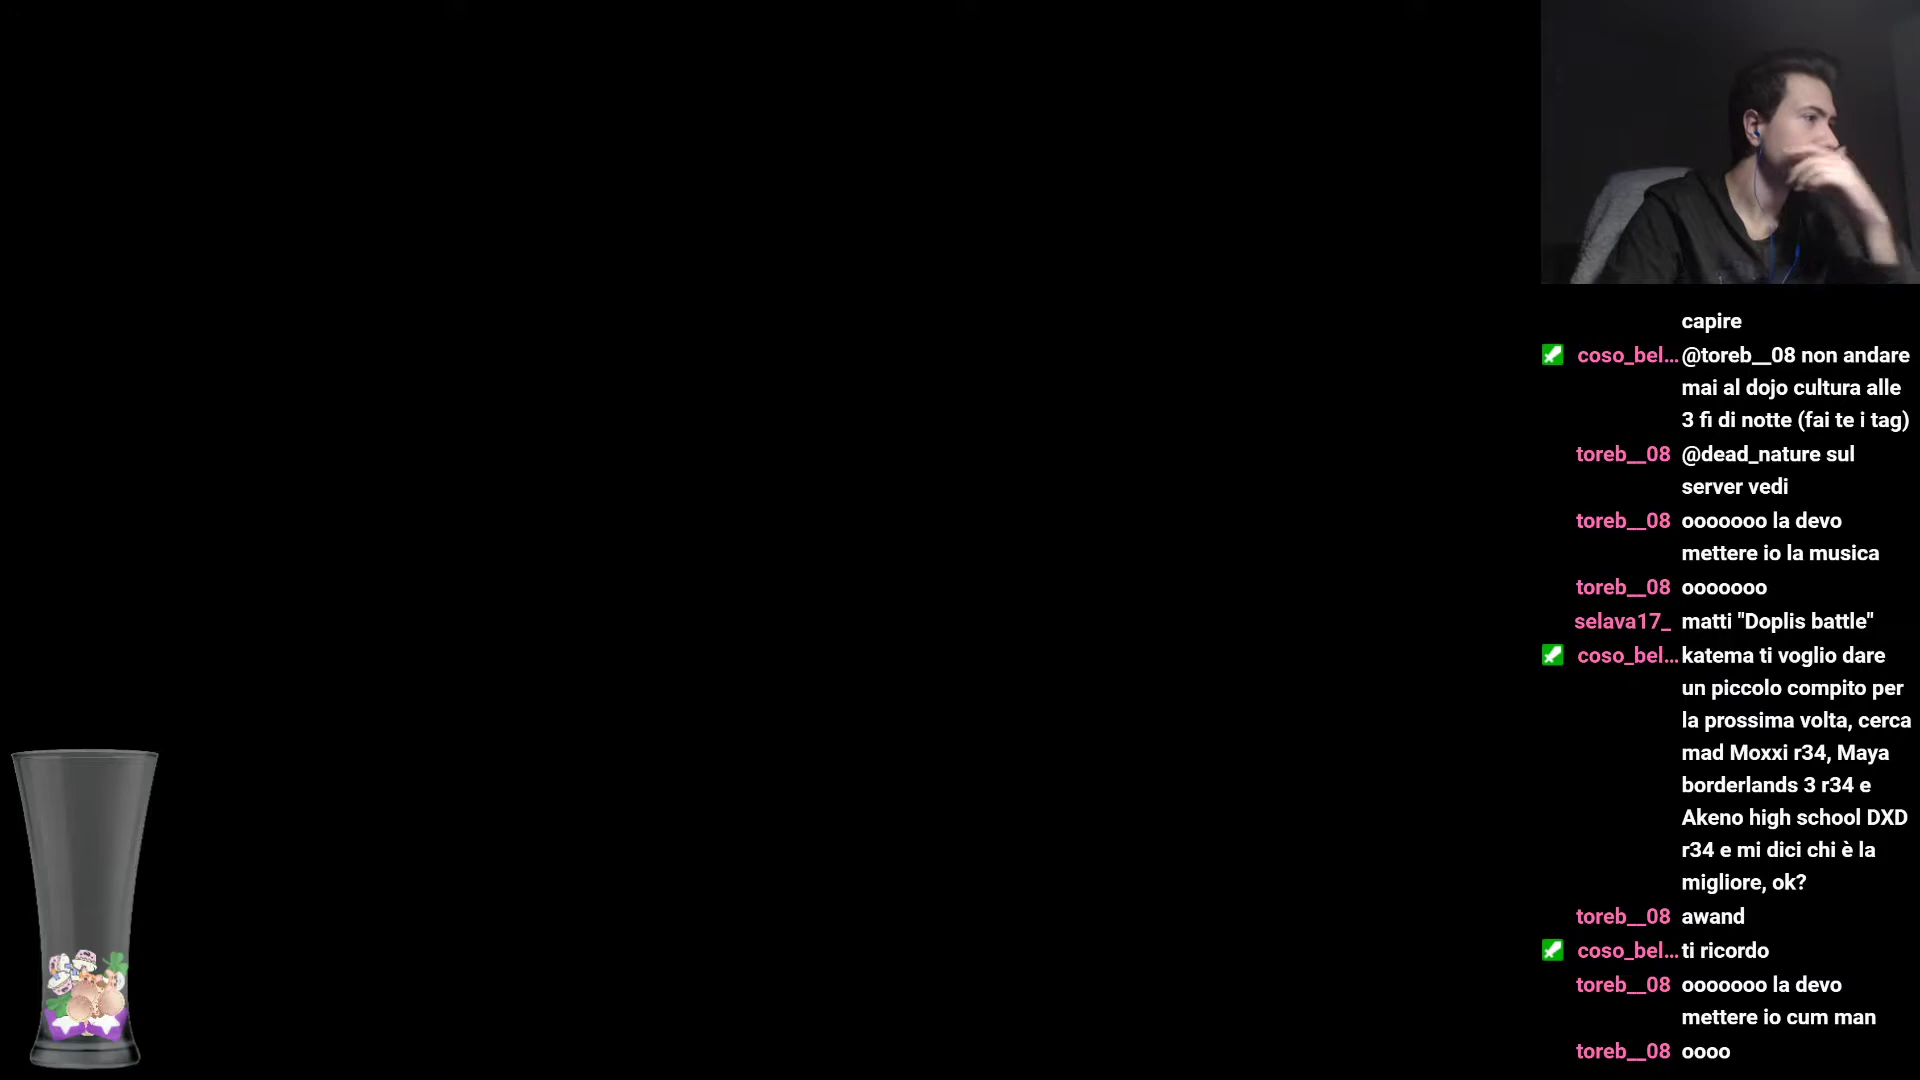 capire
coso_bel... @toreb__08 non andare
mai al dojo cultura alle
3 fi di notte (fai te i tag)
toreb__08 @dead_nature sul
server vedi
toreb__08 ooooooo la devo
mettere io la musica
toreb__08 ooooooo
selava17_ matti "Doplis battle"
coso_bel... katema ti voglio dare
un piccolo compito per
la prossima volta, cerca
mad Moxxi r34, Maya
borderlands 3 r34 e
Akeno high school DXD
r34 e mi dici chi è la
migliore, ok?
toreb__08 awand
coso_bel... ti ricordo
toreb__08 ooooooo la devo
mettere io cum man
toreb__08 oooo